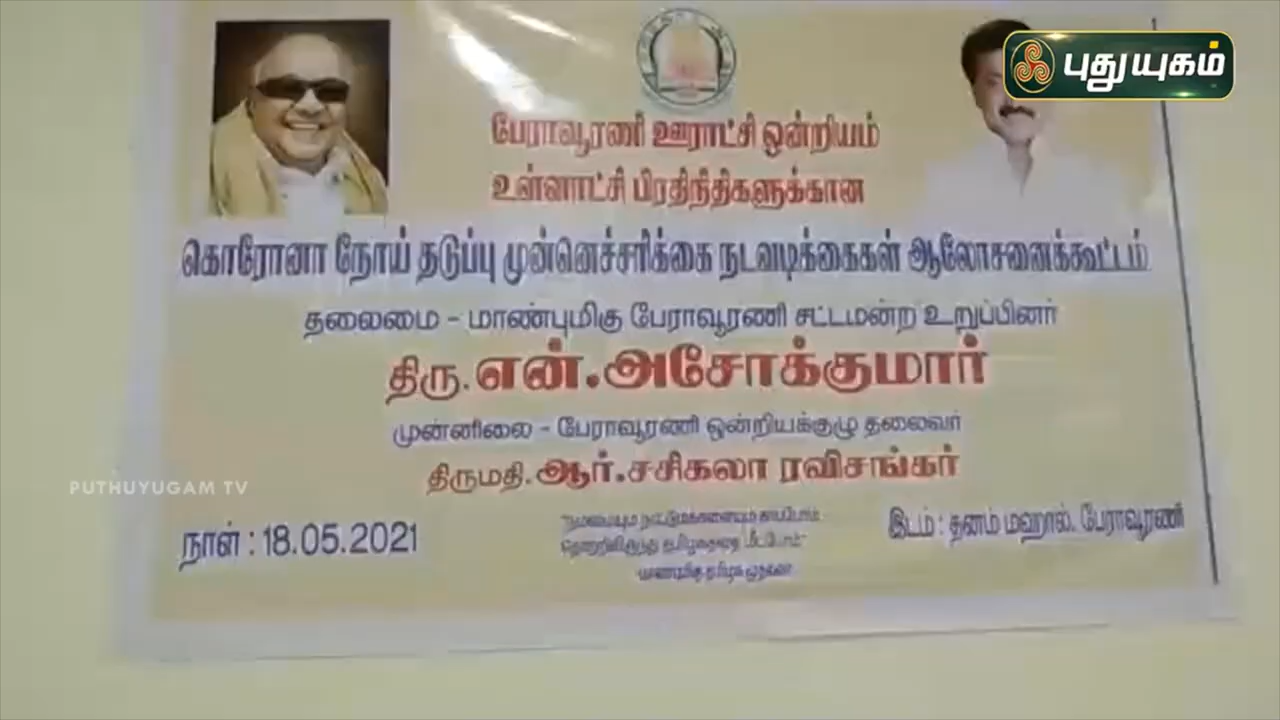 புதுயுகம்
பேராவூரணி ஊராட்சி ஒன்றியம்
உள்ளாட்சி பிரதிநிதிகளுக்கான
கொரோனா நோய் தடுப்பு முன்னெச்சரிக்கை நடவடிக்கைகள் ஆலோசனைக்கூட்டம்
தலைமை - மாண்புமிகு பேராவூரணி சட்டமன்ற உறுப்பினர்
திரு. என்.அசோக்குமார்
முன்னிலை - பேராவூரணி ஒன்றியக்குழு தலைவர்
திருமதி. ஆர்.சசிகலா ரவிசங்கர்
PUTHUYUGAM TV
நாள் : 18.05.2021
இடம் : தனம் மஹால், பேராவூரணி